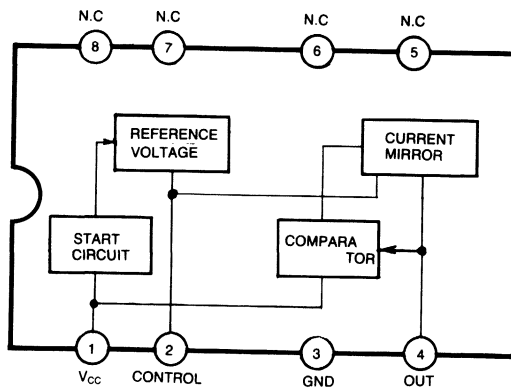 N.C N.C N.C N.C
8 7 6 5
REFERENCE
VOLTAGE
CURRENT
MIRROR
START
CIRCUIT
COMPARA
TOR
1 2 3 4
Vcc CONTROL GND OUT